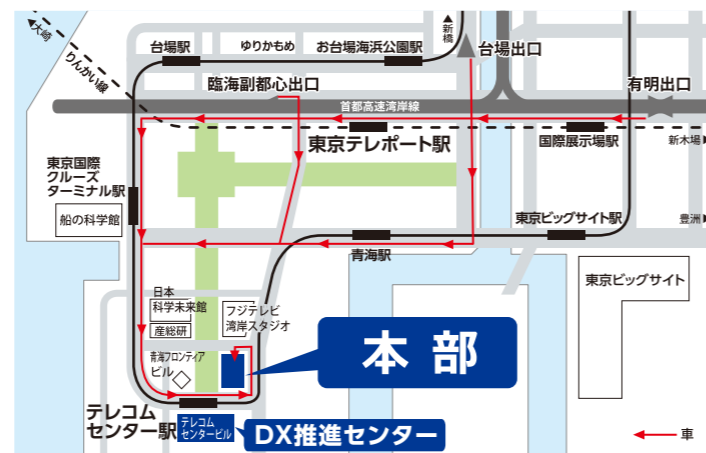 ▲大崎
りんかい線
台場駅
ゆりかもめ
お台場海浜公園駅
▲新橋
台場出口
臨海副都心出口
有明出口
首都高速湾岸線
東京テレポート駅
国際展示場駅
新木場▶
東京国際
クルーズ
ターミナル駅
船の科学館
東京ビッグサイト駅
豊洲▶
青海駅
東京ビッグサイト
日本
科学未来館
産総研
フジテレビ
湾岸スタジオ
青海フロンティア
ビル
本部
テレコム
センター駅
テレコム
センタービル
DX推進センター
車